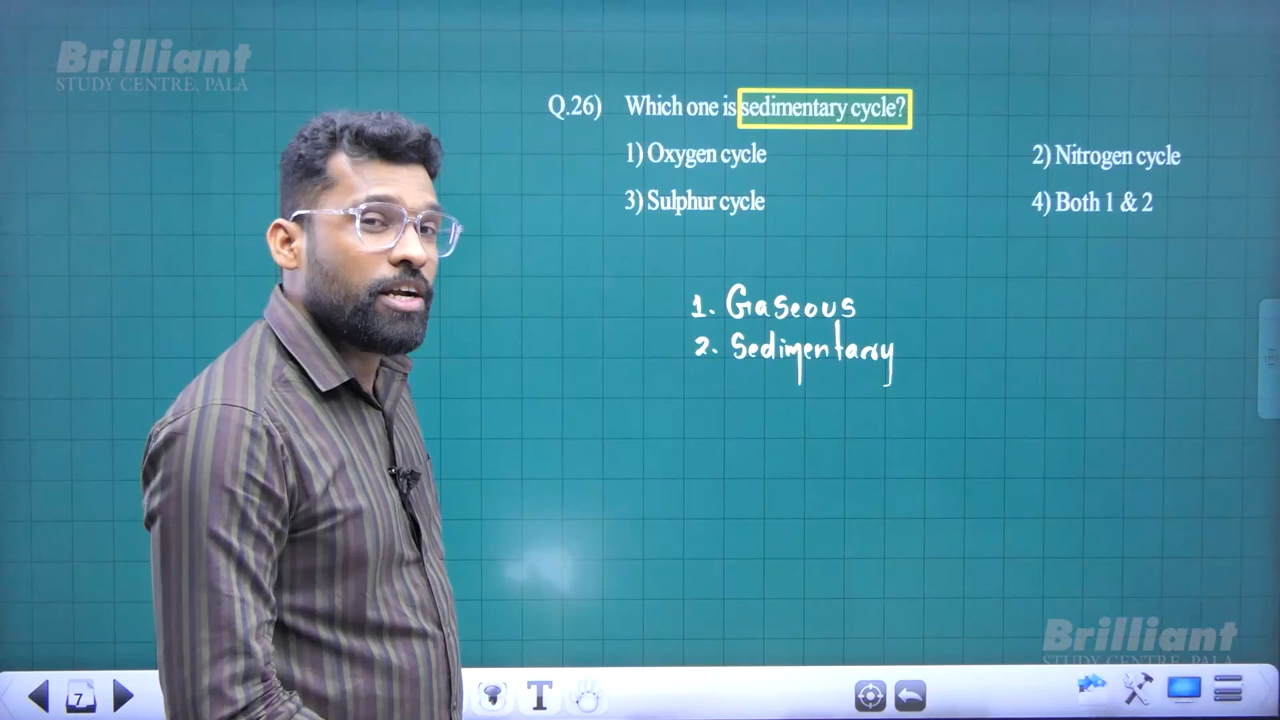 Brilliant
STUDY CENTRE, PALA
Q.26) Which one is sedimentary cycle?
1) Oxygen cycle 2) Nitrogen cycle
3) Sulphur cycle 4) Both 1 & 2
1. Gaseous
2. Sedimentary
Brilliant
STUDY CENTRE, PALA
7 T